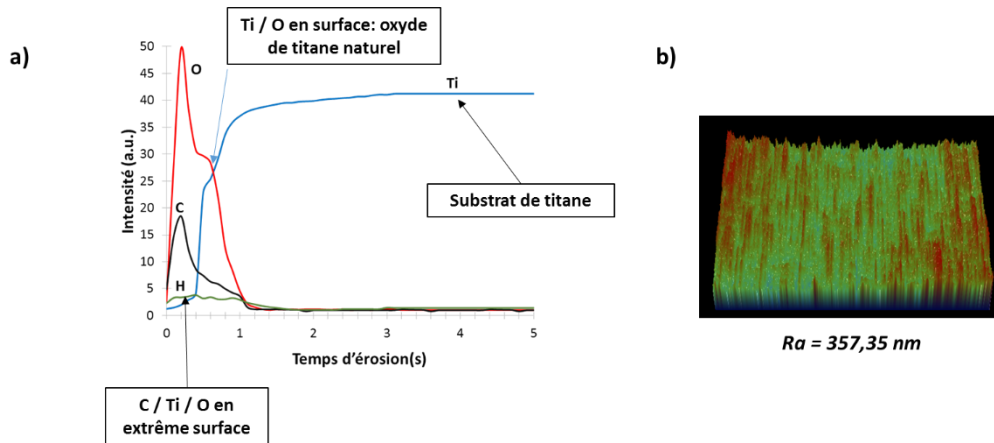 a)
Ti / O en surface: oxyde
de titane naturel
b)
50
45
40
35
30
25
20
15
10
5
0
Intensité (a.u.)
O
Ti
C
H
Substrat de titane
0
1
2
3
4
5
Temps d'érosion(s)
C / Ti / O en
extrême surface
Ra = 357,35 nm